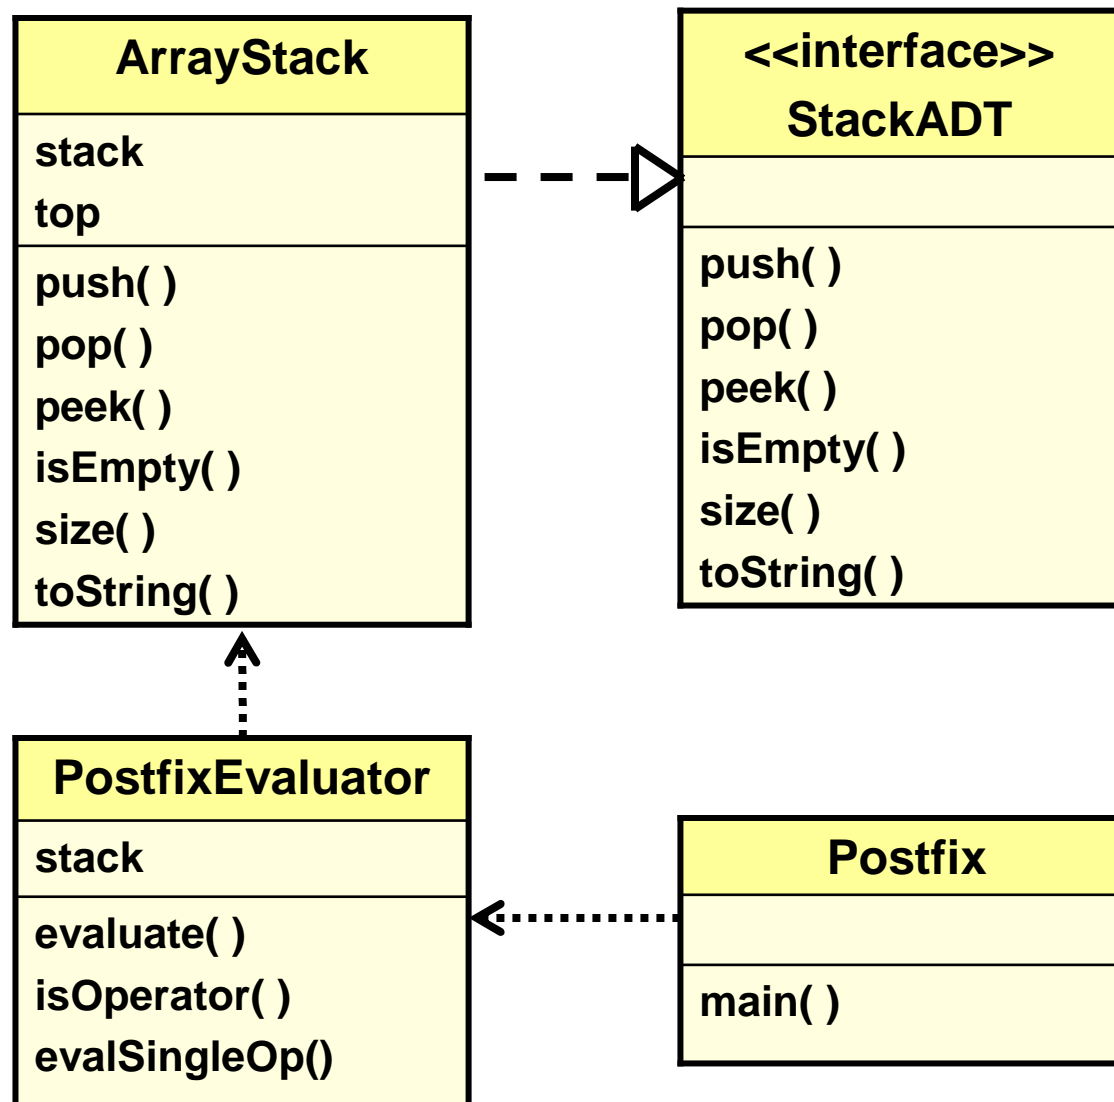 ArrayStack
stack
top
push( )
pop( )
peek( )
isEmpty( )
size( )
toString( )
<<interface>>
StackADT
push( )
pop( )
peek( )
isEmpty( )
size( )
toString( )
PostfixEvaluator
stack
evaluate( )
isOperator( )
evalSingleOp()
Postfix
main( )